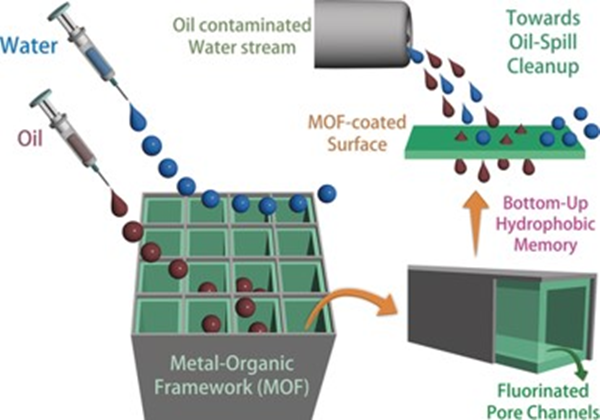 Water
Oil contaminated
Water stream
Towards
Oil-Spill
Cleanup
Oil
MOF-coated
Surface
Bottom-Up
Hydrophobic
Memory
Metal-Organic
Framework (MOF)
Fluorinated
Pore Channels